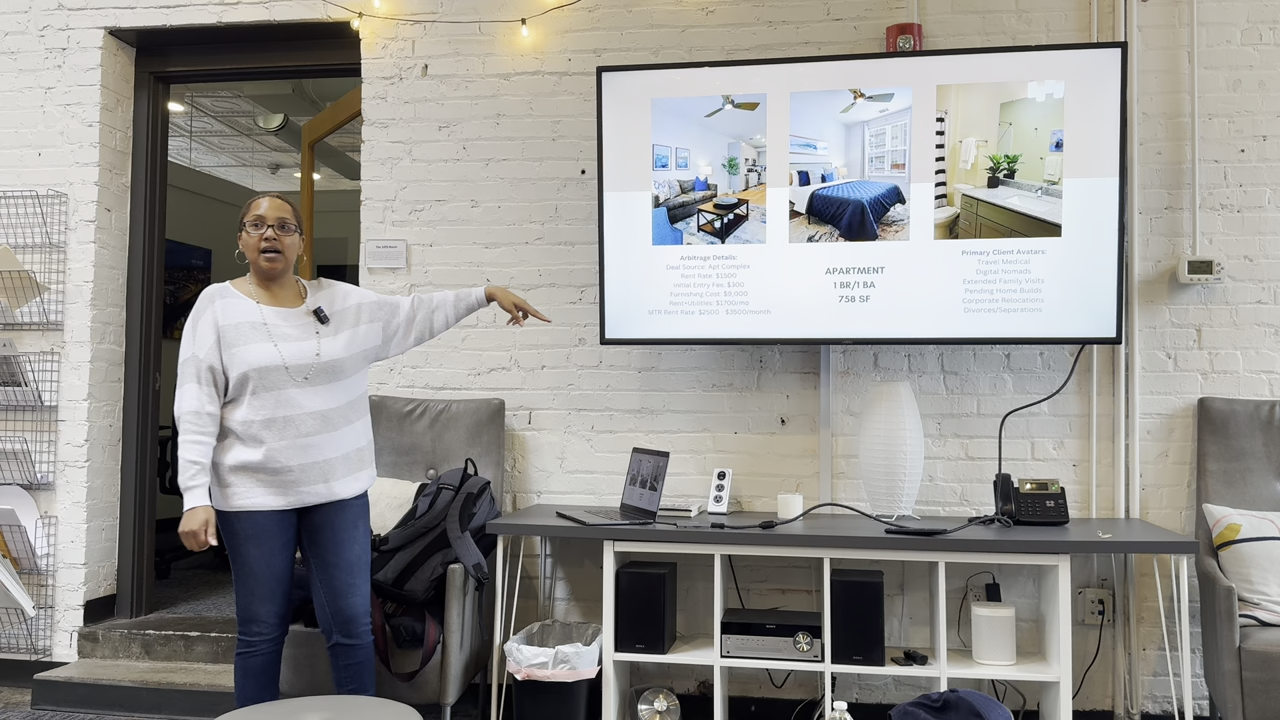 Arbitrage Details:
Deal Source: Apt Complex
Rent Rate: $1500
Initial Entry Fee: $300
Furnishing Cost: $9,000
Rent+Utilities: $1700/mo
MTR Rent Rate: $2500 - $3500/month
APARTMENT
1 BR/1 BA
758 SF
Primary Client Avatars:
Travel Medical
Digital Nomads
Extended Family Visits
Pending Home Builds
Corporate Relocations
Divorces/Separations
SONY